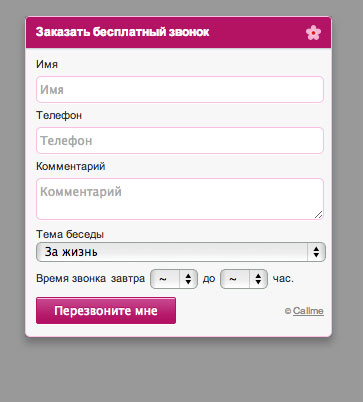 Заказать бесплатный звонок
Имя
Имя
Телефон
Телефон
Комментарий
Комментарий
Тема беседы
За жизнь
Время звонка завтра ~ до ~ час.
Перезвоните мне
© Callme